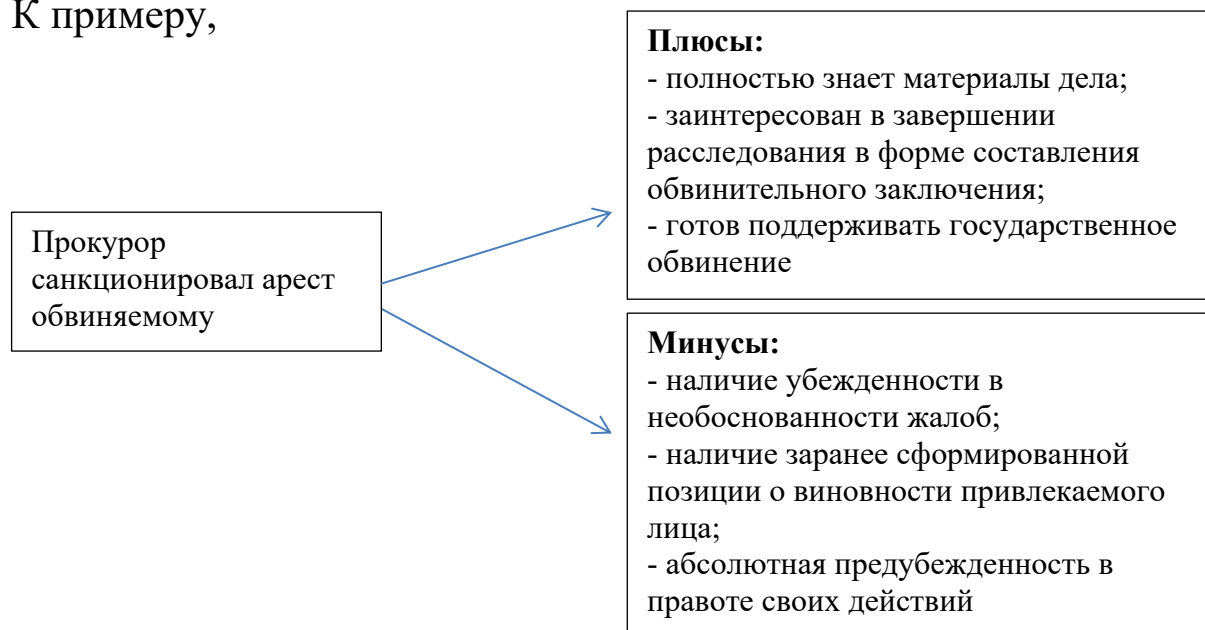 К примеру,
Прокурор
санкционировал арест
обвиняемому
Плюсы:
- полностью знает материалы дела;
- заинтересован в завершении
расследования в форме составления
обвинительного заключения;
- готов поддерживать государственное
обвинение
Минусы:
- наличие убежденности в
необоснованности жалоб;
- наличие заранее сформированной
позиции о виновности привлекаемого
лица;
- абсолютная предубежденность в
правоте своих действий